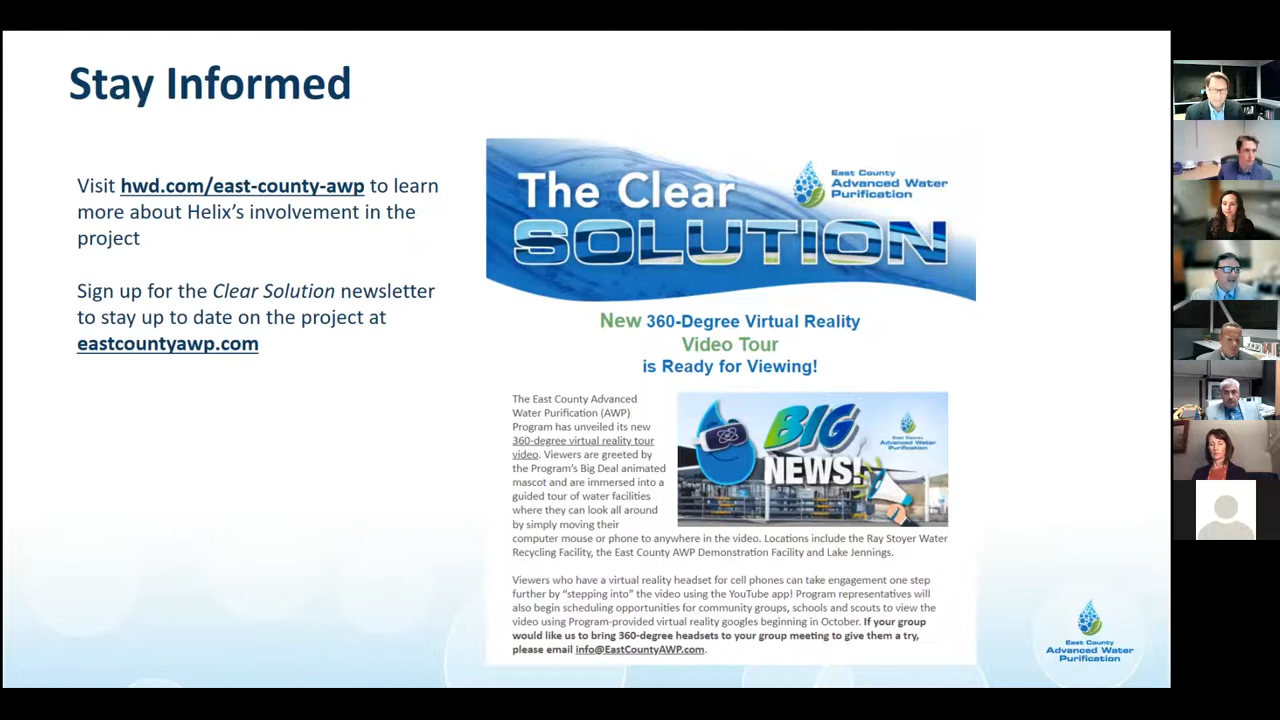 Stay Informed
Visit hwd.com/east-county-awp to learn
more about Helix's involvement in the
project
Sign up for the Clear Solution newsletter
to stay up to date on the project at
eastcountyawp.com
The Clear
SOLUTION
East County
Advanced Water
Purification
New 360-Degree Virtual Reality
Video Tour
is Ready for Viewing!
The East County Advanced
Water Purification (AWP)
Program has unveiled its new
360-degree virtual reality tour
video. Viewers are greeted by
the Program's Big Deal animated
mascot and are immersed into a
guided tour of water facilities
where they can look all around
by simply moving their
computer mouse or phone to anywhere in the video. Locations include the Ray Stoyer Water
Recycling Facility, the East County AWP Demonstration Facility and Lake Jennings.
BIG
NEWS!
East County
Advanced Water
Purification
Viewers who have a virtual reality headset for cell phones can take engagement one step
further by “stepping into” the video using the YouTube app! Program representatives will
also begin scheduling opportunities for community groups, schools and scouts to view the
video using Program-provided virtual reality googles beginning in October. If your group
would like us to bring 360-degree headsets to your group meeting to give them a try,
please email info@EastCountyAWP.com.
East County
Advanced Water
Purification